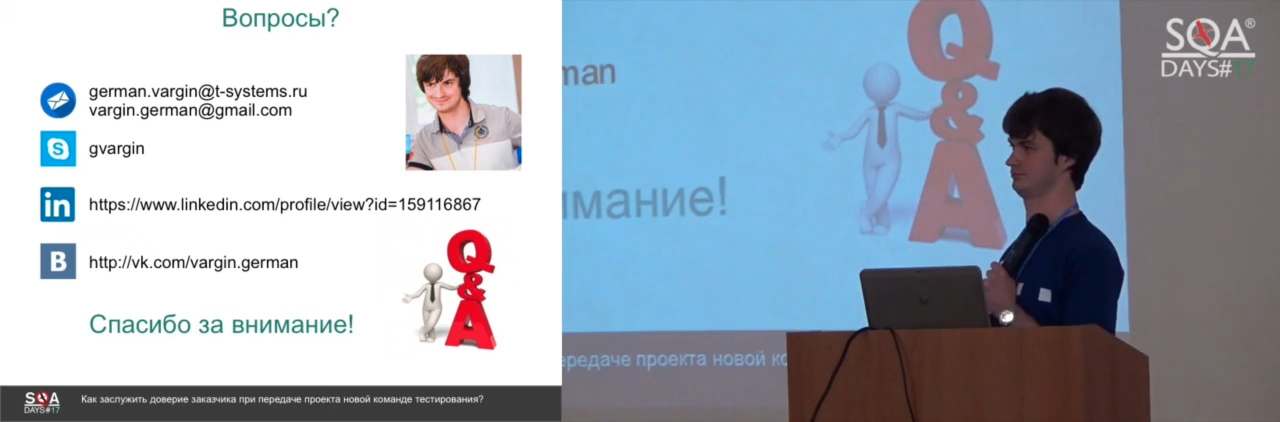 Вопросы?
german.vargin@t-systems.ru
vargin.german@gmail.com
gvargin
https://www.linkedin.com/profile/view?id=159116867
http://vk.com/vargin.german
Спасибо за внимание!
Q
&
A
SQA
DAYS#17
Как заслужить доверие заказчика при передаче проекта новой команде тестирования?
man
имание!
Q
&
A
ередаче проекта новой ко
SQA®
DAYS#17